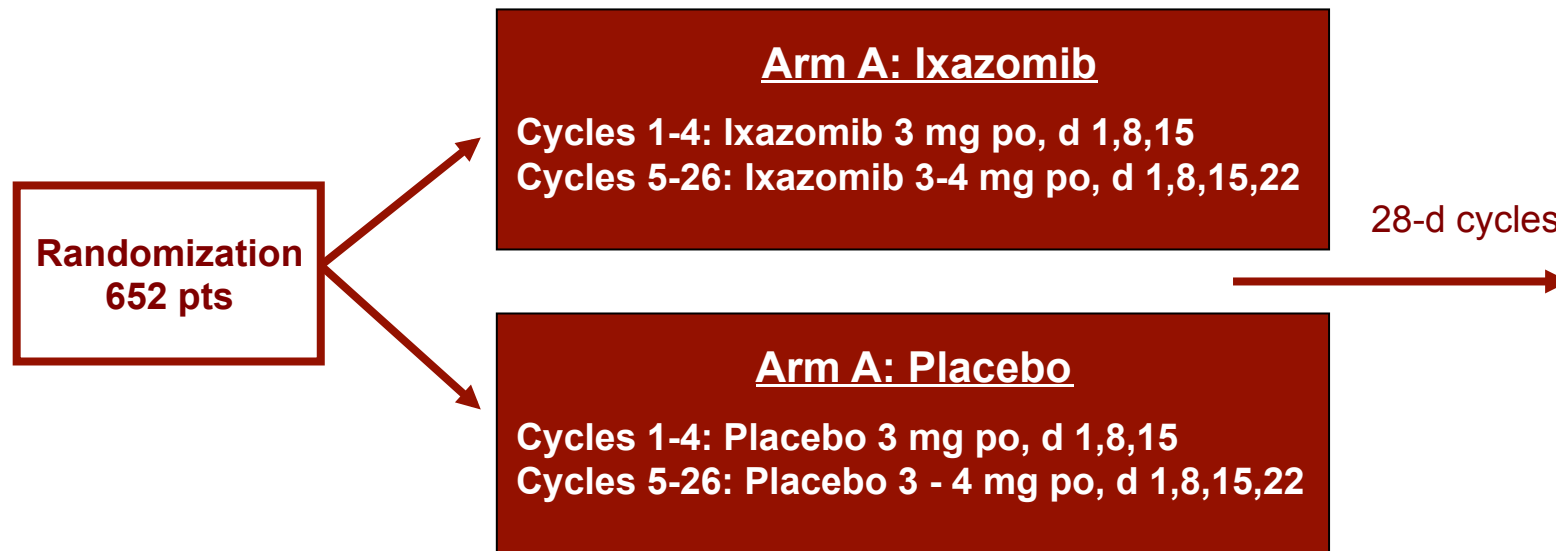 Arm A: Ixazomib
Cycles 1-4: Ixazomib 3 mg po, d 1,8,15
Cycles 5-26: Ixazomib 3-4 mg po, d 1,8,15,22
Randomization
652 pts
28-d cycles
Arm A: Placebo
Cycles 1-4: Placebo 3 mg po, d 1,8,15
Cycles 5-26: Placebo 3 - 4 mg po, d 1,8,15,22